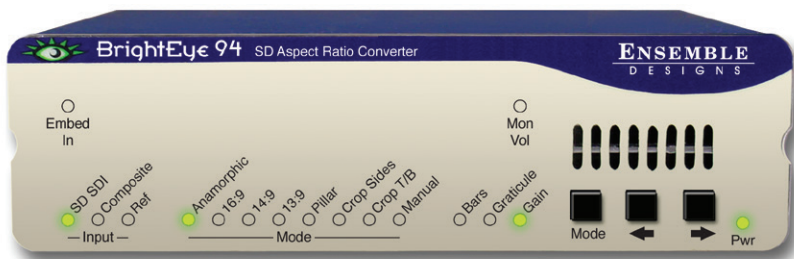 BrightEye 94 SD Aspect Ratio Converter
ENSEMBLE
DESIGNS
Embed
In
Mon
Vol
SD SDI
Composite
Ref
Input
Anamorphic
16:9
14:9
13:9
Pillar
Crop Sides
Crop T/B
Manual
Mode
Bars
Graticule
Gain
Mode
Pwr